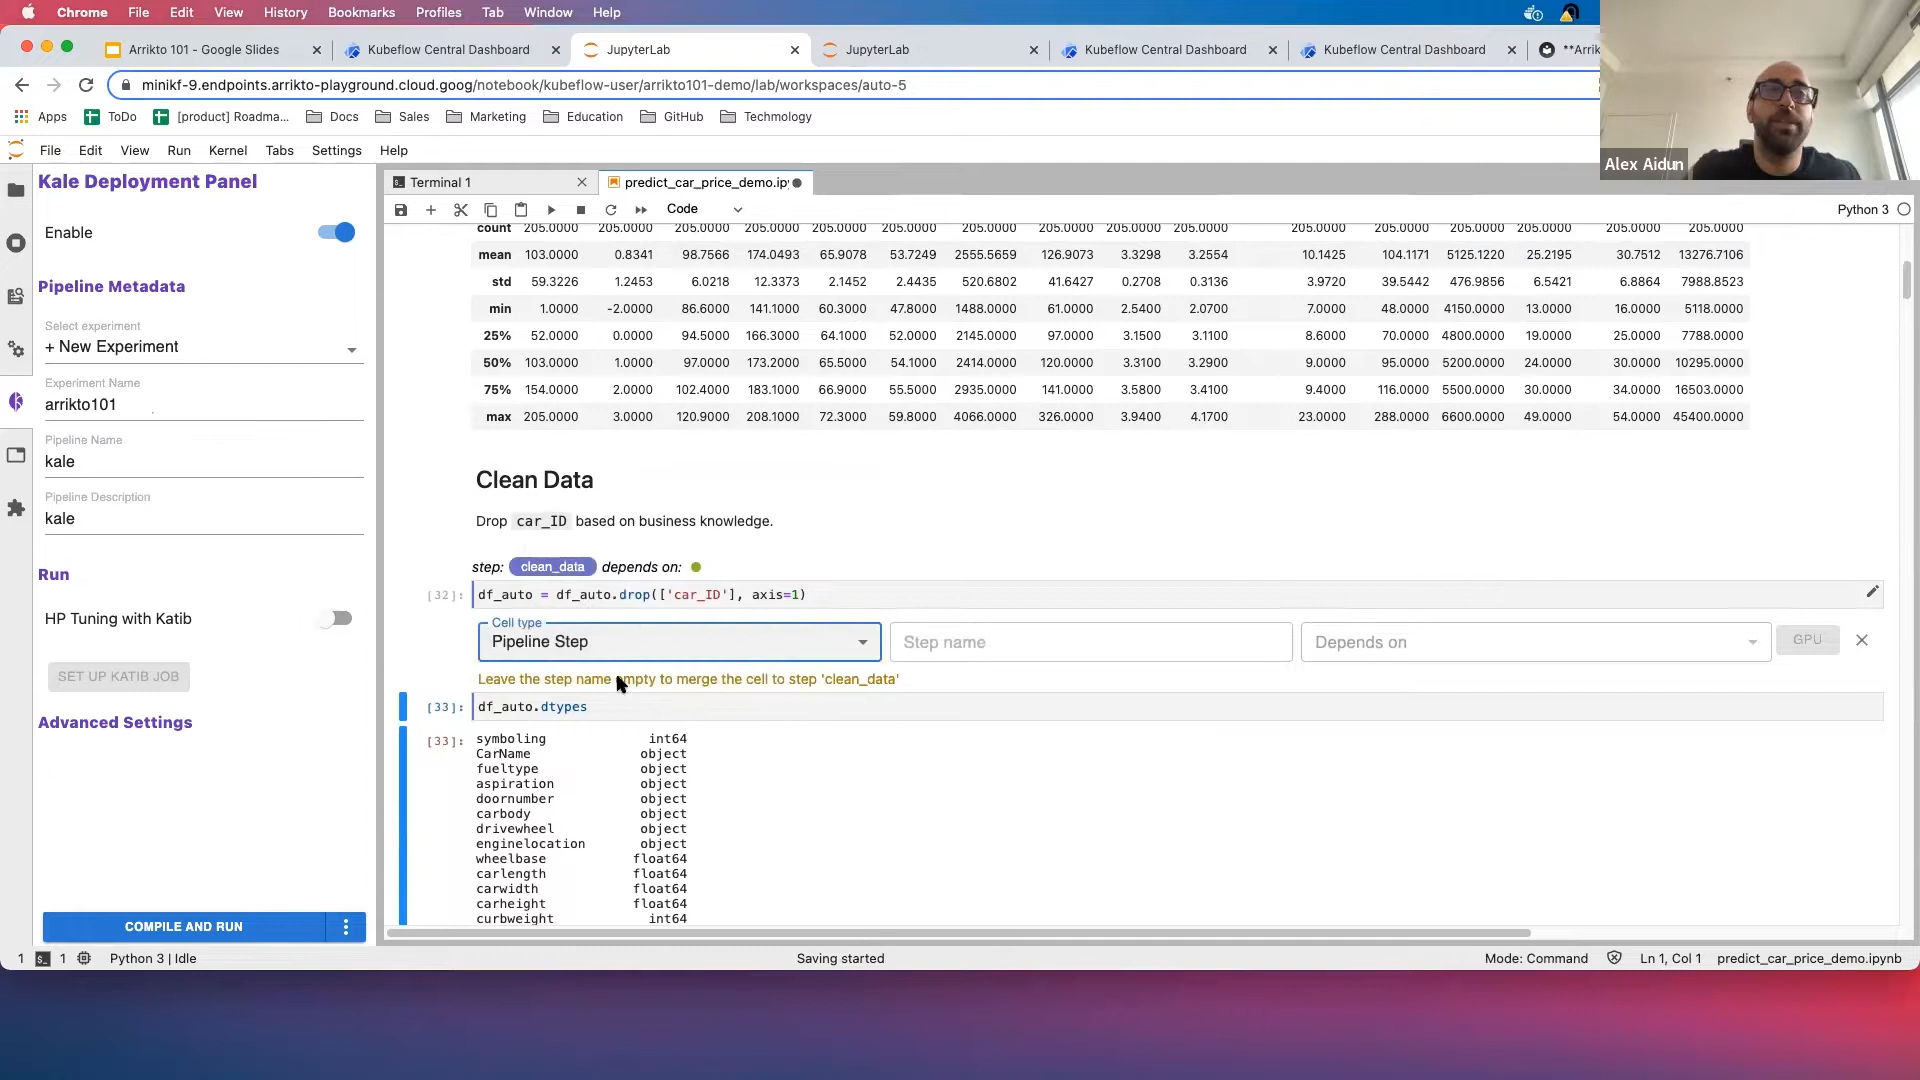 Chrome File Edit View History Bookmarks Profiles Tab Window Help
Arrikto 101 - Google Slides Kubeflow Central Dashboard JupyterLab JupyterLab Kubeflow Central Dashboard Kubeflow Central Dashboard **Arrik
minikf-9.endpoints.arrikto-playground.cloud.goog/notebook/kubeflow-user/arrikto101-demo/lab/workspaces/auto-5
Apps ToDo [product] Roadma... Docs Sales Marketing Education GitHub Techmology
Alex Aidun
File Edit View Run Kernel Tabs Settings Help
Kale Deployment Panel
Enable
Pipeline Metadata
Select experiment
+ New Experiment
Experiment Name
arrikto101
Pipeline Name
kale
Pipeline Description
kale
Run
HP Tuning with Katib
SET UP KATIB JOB
Advanced Settings
COMPILE AND RUN
Terminal 1 predict_car_price_demo.ip
Code Python 3
count 205.0000 205.0000 205.0000 205.0000 205.0000 205.0000 205.0000 205.0000 205.0000 205.0000 205.0000 205.0000 205.0000 205.0000 205.0000 205.0000
mean 103.0000 0.8341 98.7566 174.0493 65.9078 53.7249 2555.5659 126.9073 3.3298 3.2554 10.1425 104.1171 5125.1220 25.2195 30.7512 13276.7106
std 59.3226 1.2453 6.0218 12.3373 2.1452 2.4435 520.6802 41.6427 0.2708 0.3136 3.9720 39.5442 476.9856 6.5421 6.8864 7988.8523
min 1.0000 -2.0000 86.6000 141.1000 60.3000 47.8000 1488.0000 61.0000 2.5400 2.0700 7.0000 48.0000 4150.0000 13.0000 16.0000 5118.0000
25% 52.0000 0.0000 94.5000 166.3000 64.1000 52.0000 2145.0000 97.0000 3.1500 3.1100 8.6000 70.0000 4800.0000 19.0000 25.0000 7788.0000
50% 103.0000 1.0000 97.0000 173.2000 65.5000 54.1000 2414.0000 120.0000 3.3100 3.2900 9.0000 95.0000 5200.0000 24.0000 30.0000 10295.0000
75% 154.0000 2.0000 102.4000 183.1000 66.9000 55.5000 2935.0000 141.0000 3.5800 3.4100 9.4000 116.0000 5500.0000 30.0000 34.0000 16503.0000
max 205.0000 3.0000 120.9000 208.1000 72.3000 59.8000 4066.0000 326.0000 3.9400 4.1700 23.0000 288.0000 6600.0000 49.0000 54.0000 45400.0000
Clean Data
Drop car_ID based on business knowledge.
step: clean_data depends on:
[32]: df_auto = df_auto.drop(['car_ID'], axis=1)
Cell type
Pipeline Step Step name Depends on GPU
Leave the step name empty to merge the cell to step 'clean_data'
[33]: df_auto.dtypes
[33]: symboling int64
CarName object
fueltype object
aspiration object
doornumber object
carbody object
drivewheel object
enginelocation object
wheelbase float64
carlength float64
carwidth float64
carheight float64
curbweight int64
1 1 Python 3 | Idle Saving started Mode: Command Ln 1, Col 1 predict_car_price_demo.ipynb